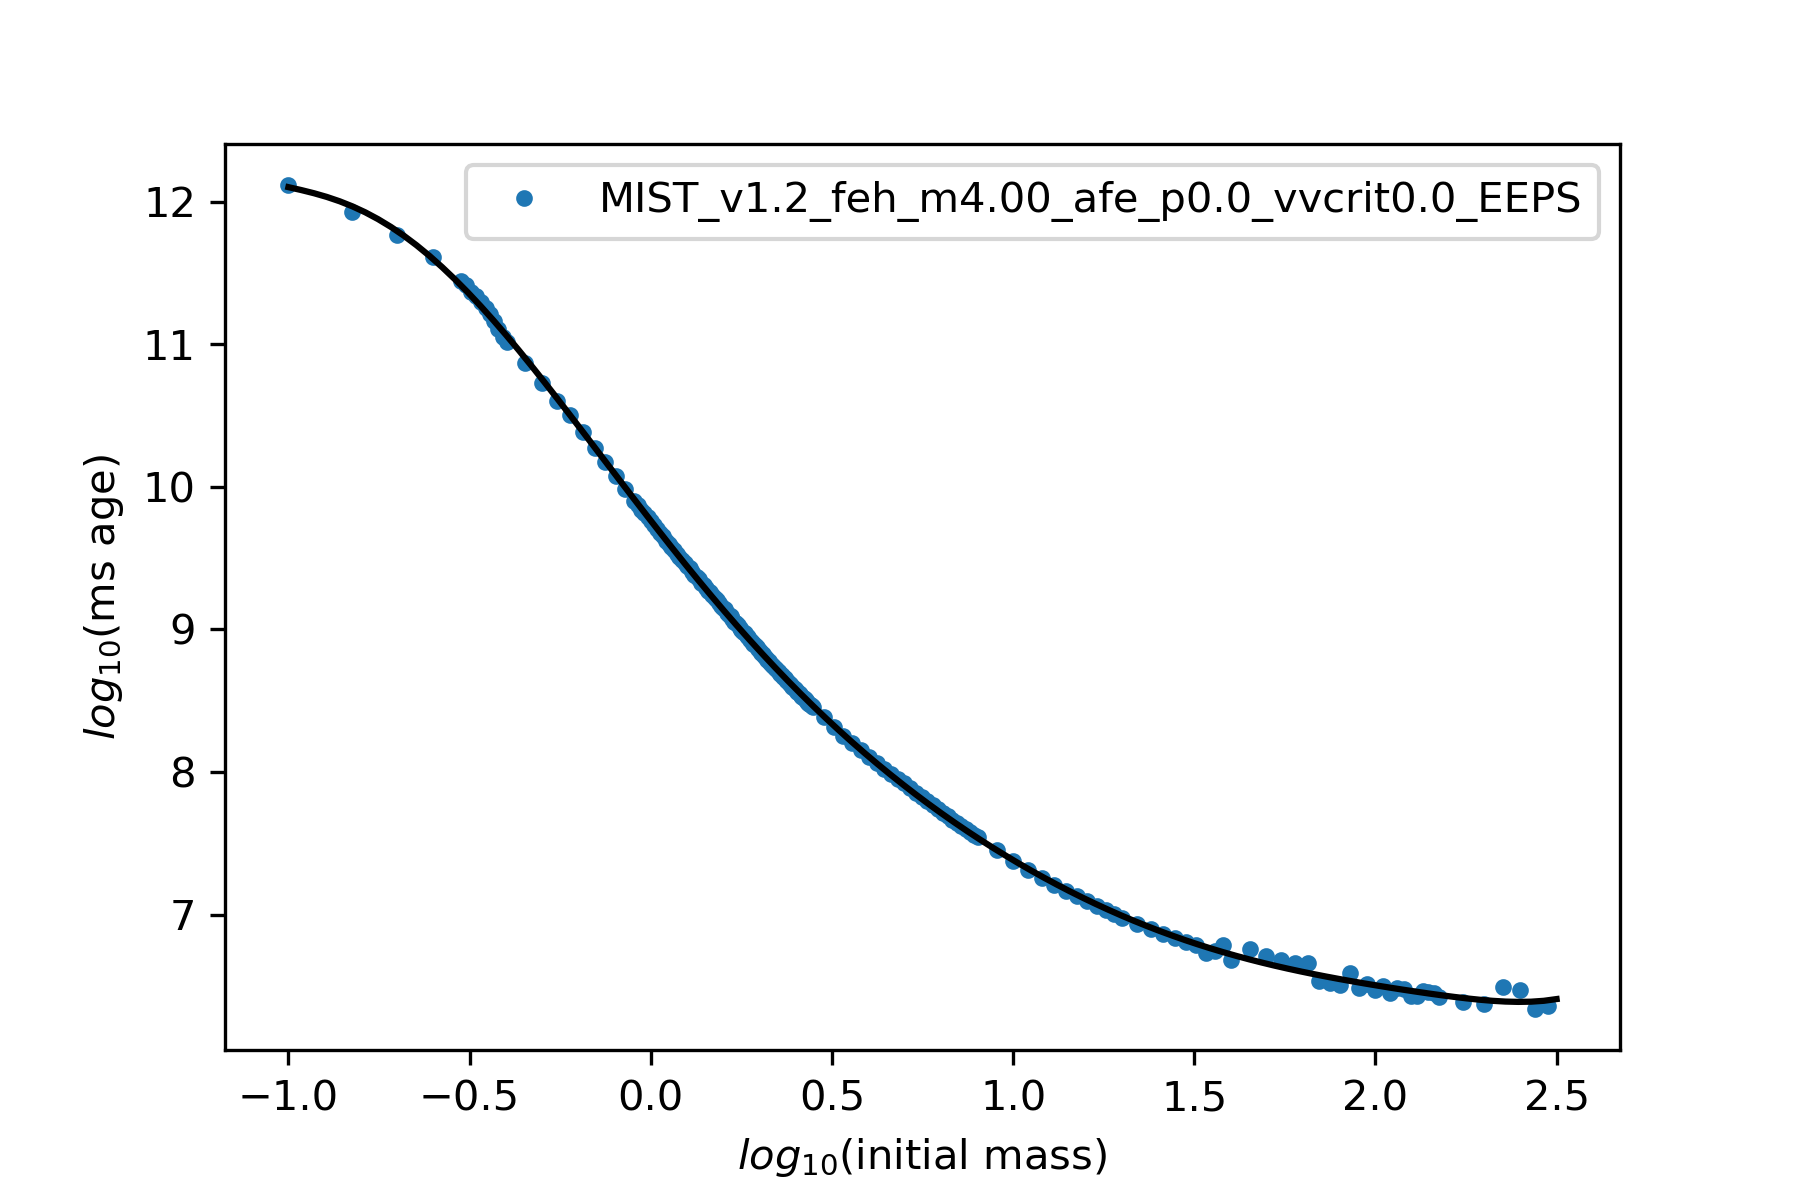 MIST_v1.2_feh_m4.00_afe_p0.0_vvcrit0.0_EEPS
12
11
10
9
8
7
log₁₀(ms age)
−1.0 −0.5 0.0 0.5 1.0 1.5 2.0 2.5
log₁₀(initial mass)